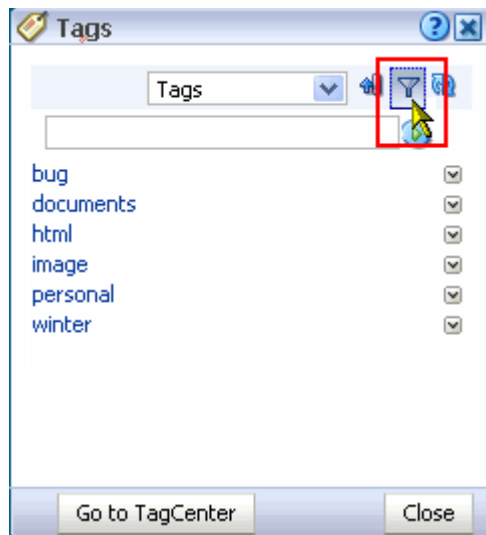 Tags
Tags
bug
documents
html
image
personal
winter
Go to TagCenter
Close